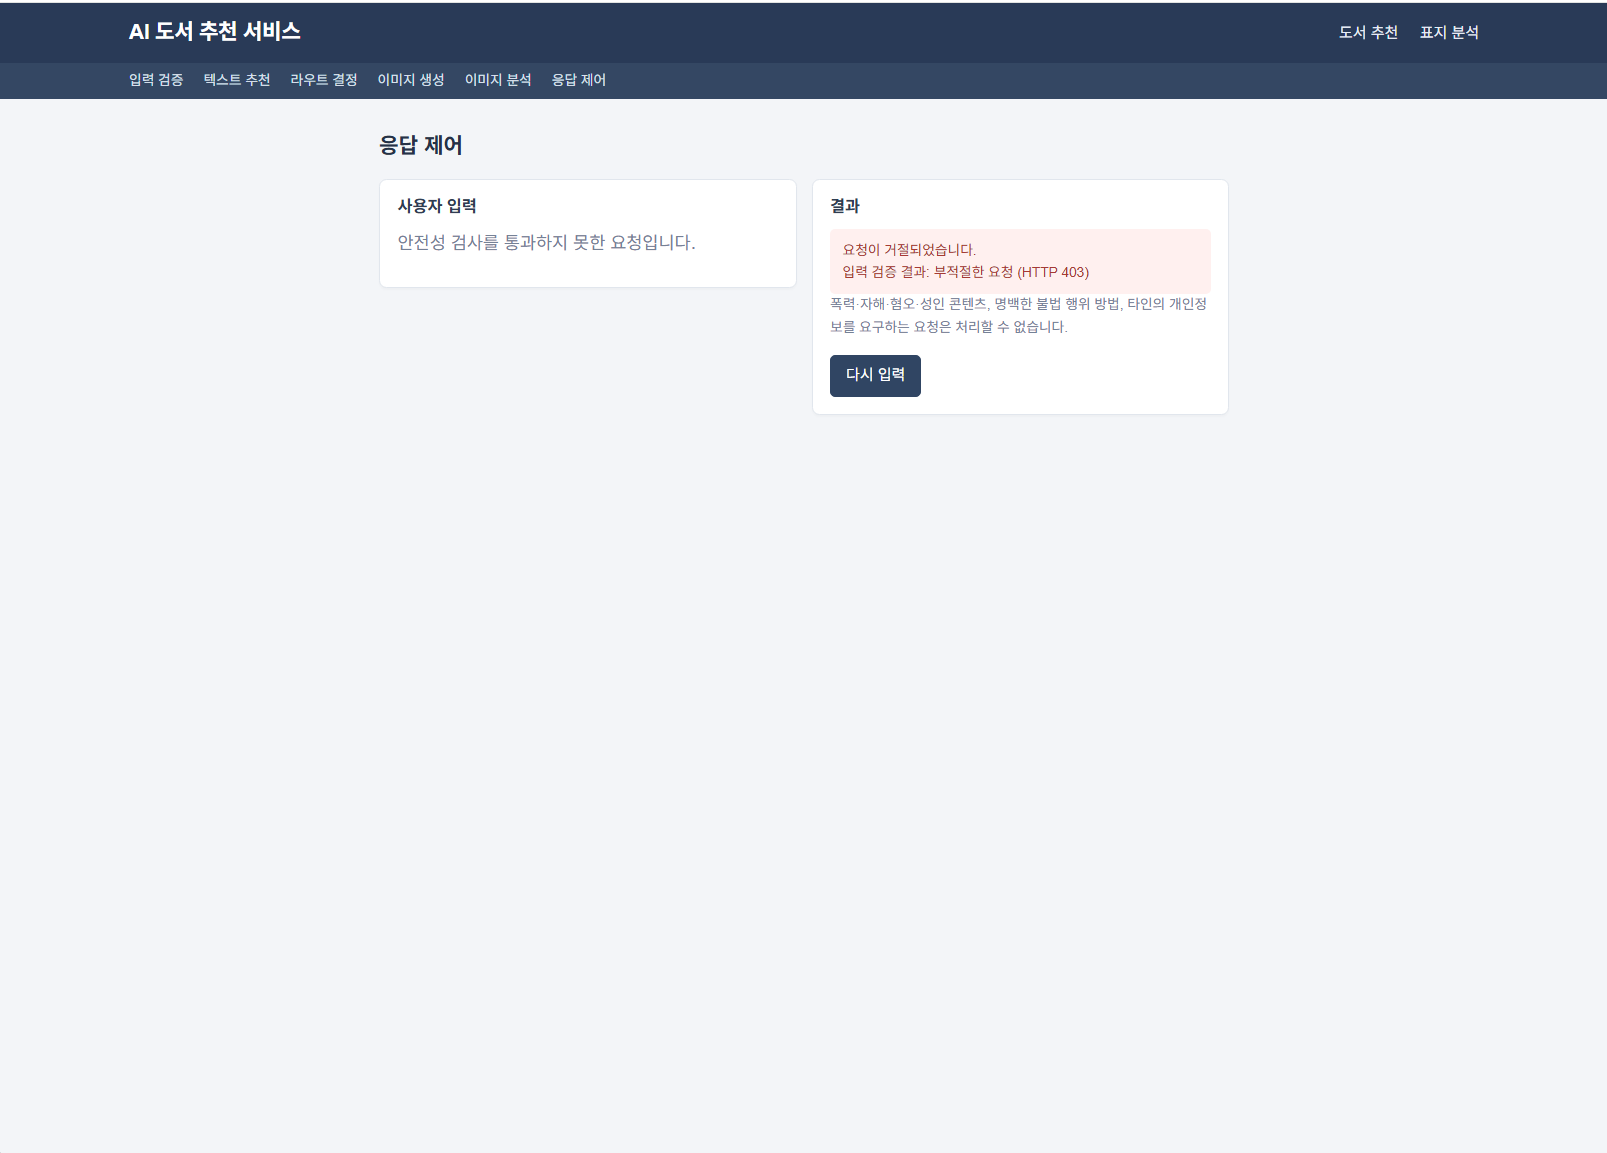 AI 도서 추천 서비스
도서 추천 표지 분석
입력 검증 텍스트 추천 라우트 결정 이미지 생성 이미지 분석 응답 제어
응답 제어
사용자 입력
안전성 검사를 통과하지 못한 요청입니다.
결과
요청이 거절되었습니다.
입력 검증 결과: 부적절한 요청 (HTTP 403)
폭력·자해·혐오·성인 콘텐츠, 명백한 불법 행위 방법, 타인의 개인정
보를 요구하는 요청은 처리할 수 없습니다.
다시 입력